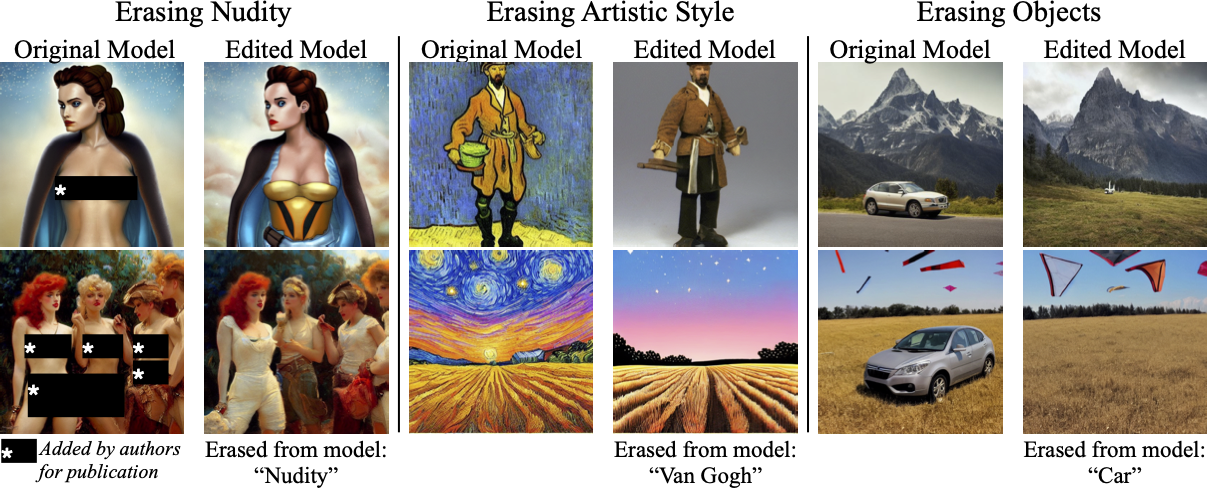 Erasing Nudity
Erasing Artistic Style
Erasing Objects
Original Model
Edited Model
Original Model
Edited Model
Original Model
Edited Model
*
*
*
*
*
*
* Added by authors
for publication
Erased from model:
“Nudity”
Erased from model:
“Van Gogh”
Erased from model:
“Car”